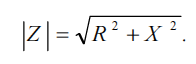 |Z| = √(R² + X²).